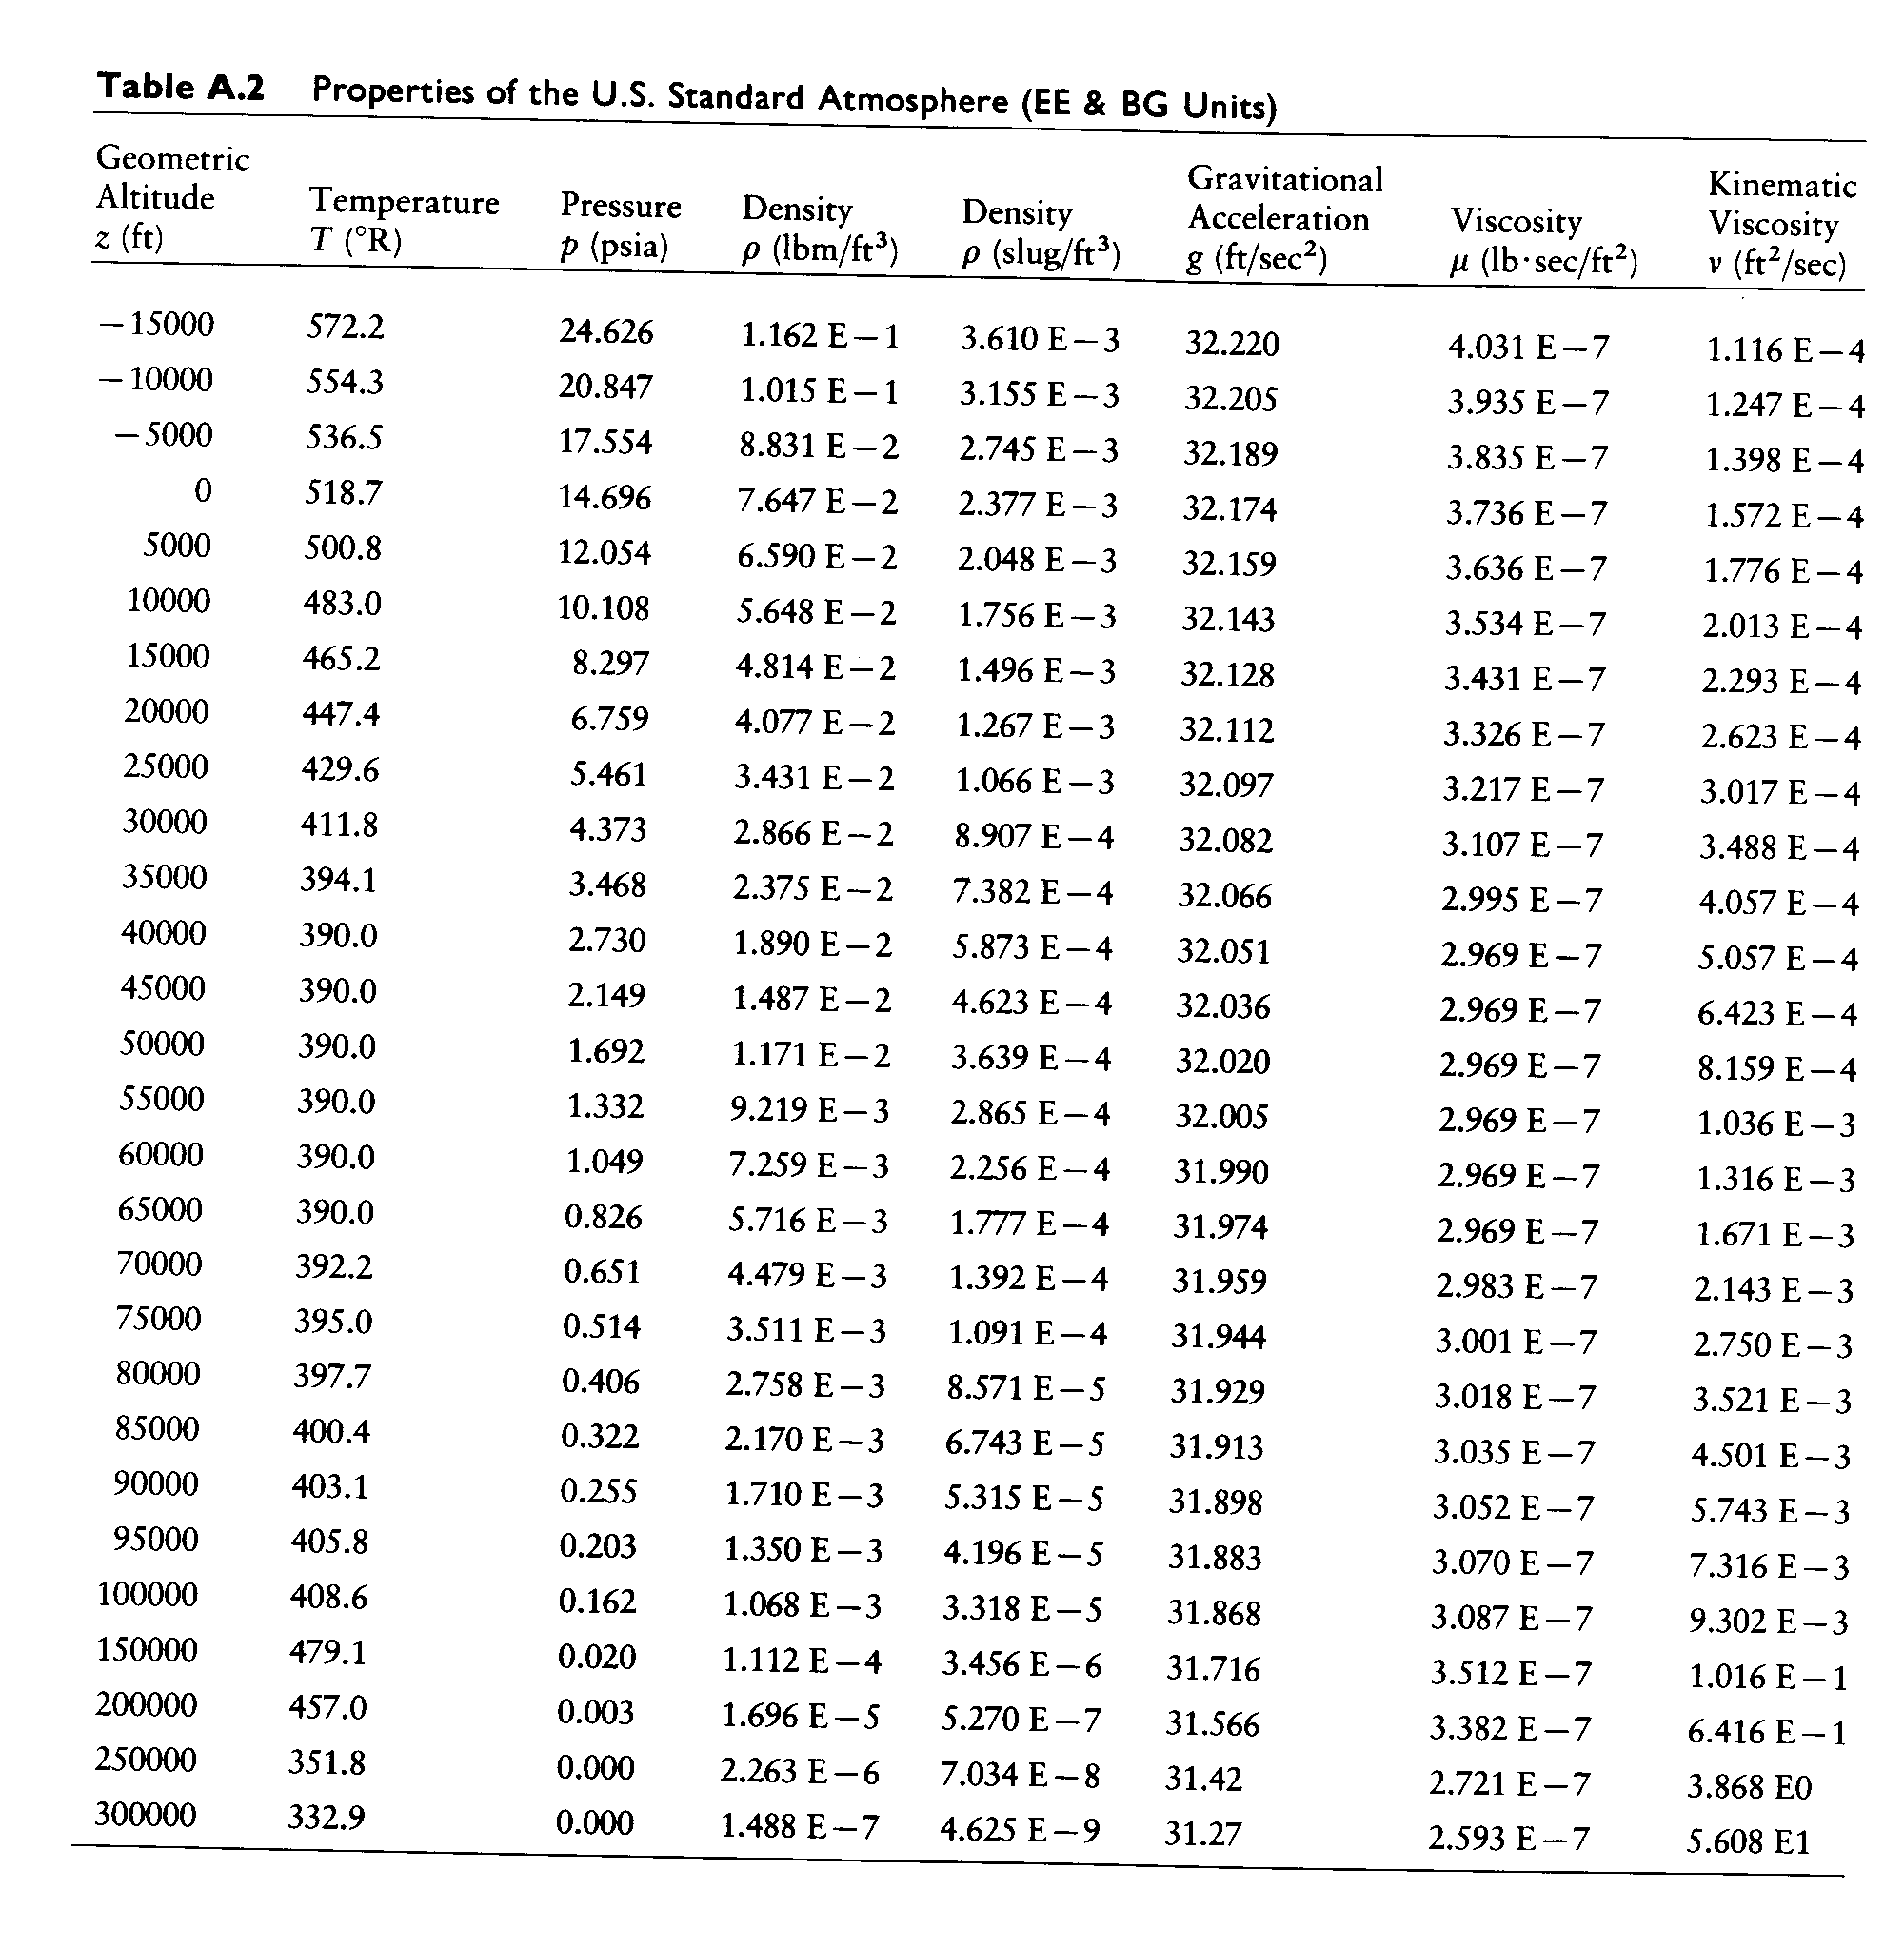 Table A.2 Properties of the U.S. Standard Atmosphere (EE & BG Units)
Geometric Altitude z (ft) Temperature T (°R) Pressure p (psia) Density ρ (lbm/ft³) Density ρ (slug/ft³) Gravitational Acceleration g (ft/sec²) Viscosity μ (lb·sec/ft²) Kinematic Viscosity ν (ft²/sec)
−15000 572.2 24.626 1.162 E−1 3.610 E−3 32.220 4.031 E−7 1.116 E−4
−10000 554.3 20.847 1.015 E−1 3.155 E−3 32.205 3.935 E−7 1.247 E−4
−5000 536.5 17.554 8.831 E−2 2.745 E−3 32.189 3.835 E−7 1.398 E−4
0 518.7 14.696 7.647 E−2 2.377 E−3 32.174 3.736 E−7 1.572 E−4
5000 500.8 12.054 6.590 E−2 2.048 E−3 32.159 3.636 E−7 1.776 E−4
10000 483.0 10.108 5.648 E−2 1.756 E−3 32.143 3.534 E−7 2.013 E−4
15000 465.2 8.297 4.814 E−2 1.496 E−3 32.128 3.431 E−7 2.293 E−4
20000 447.4 6.759 4.077 E−2 1.267 E−3 32.112 3.326 E−7 2.623 E−4
25000 429.6 5.461 3.431 E−2 1.066 E−3 32.097 3.217 E−7 3.017 E−4
30000 411.8 4.373 2.866 E−2 8.907 E−4 32.082 3.107 E−7 3.488 E−4
35000 394.1 3.468 2.375 E−2 7.382 E−4 32.066 2.995 E−7 4.057 E−4
40000 390.0 2.730 1.890 E−2 5.873 E−4 32.051 2.969 E−7 5.057 E−4
45000 390.0 2.149 1.487 E−2 4.623 E−4 32.036 2.969 E−7 6.423 E−4
50000 390.0 1.692 1.171 E−2 3.639 E−4 32.020 2.969 E−7 8.159 E−4
55000 390.0 1.332 9.219 E−3 2.865 E−4 32.005 2.969 E−7 1.036 E−3
60000 390.0 1.049 7.259 E−3 2.256 E−4 31.990 2.969 E−7 1.316 E−3
65000 390.0 0.826 5.716 E−3 1.777 E−4 31.974 2.969 E−7 1.671 E−3
70000 392.2 0.651 4.479 E−3 1.392 E−4 31.959 2.983 E−7 2.143 E−3
75000 395.0 0.514 3.511 E−3 1.091 E−4 31.944 3.001 E−7 2.750 E−3
80000 397.7 0.406 2.758 E−3 8.571 E−5 31.929 3.018 E−7 3.521 E−3
85000 400.4 0.322 2.170 E−3 6.743 E−5 31.913 3.035 E−7 4.501 E−3
90000 403.1 0.255 1.710 E−3 5.315 E−5 31.898 3.052 E−7 5.743 E−3
95000 405.8 0.203 1.350 E−3 4.196 E−5 31.883 3.070 E−7 7.316 E−3
100000 408.6 0.162 1.068 E−3 3.318 E−5 31.868 3.087 E−7 9.302 E−3
150000 479.1 0.020 1.112 E−4 3.456 E−6 31.716 3.512 E−7 1.016 E−1
200000 457.0 0.003 1.696 E−5 5.270 E−7 31.566 3.382 E−7 6.416 E−1
250000 351.8 0.000 2.263 E−6 7.034 E−8 31.42 2.721 E−7 3.868 E0
300000 332.9 0.000 1.488 E−7 4.625 E−9 31.27 2.593 E−7 5.608 E1